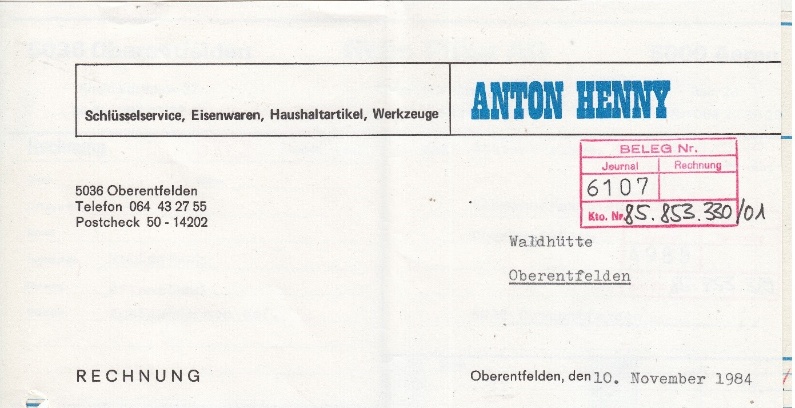 Schlüsselservice, Eisenwaren, Haushaltartikel, Werkzeuge
ANTON HENNY
BELEG Nr.
Journal Rechnung
6107
Kto. Nr. 85.853.330/01
5036 Oberentfelden
Telefon 064 43 27 55
Postcheck 50 - 14202
Waldhütte
Oberentfelden
RECHNUNG
Oberentfelden, den 10. November 1984